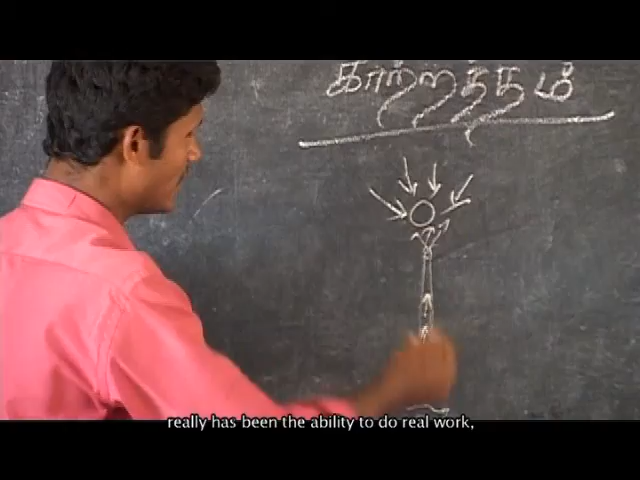 காற்றழுத்தம்
really has been the ability to do real work,